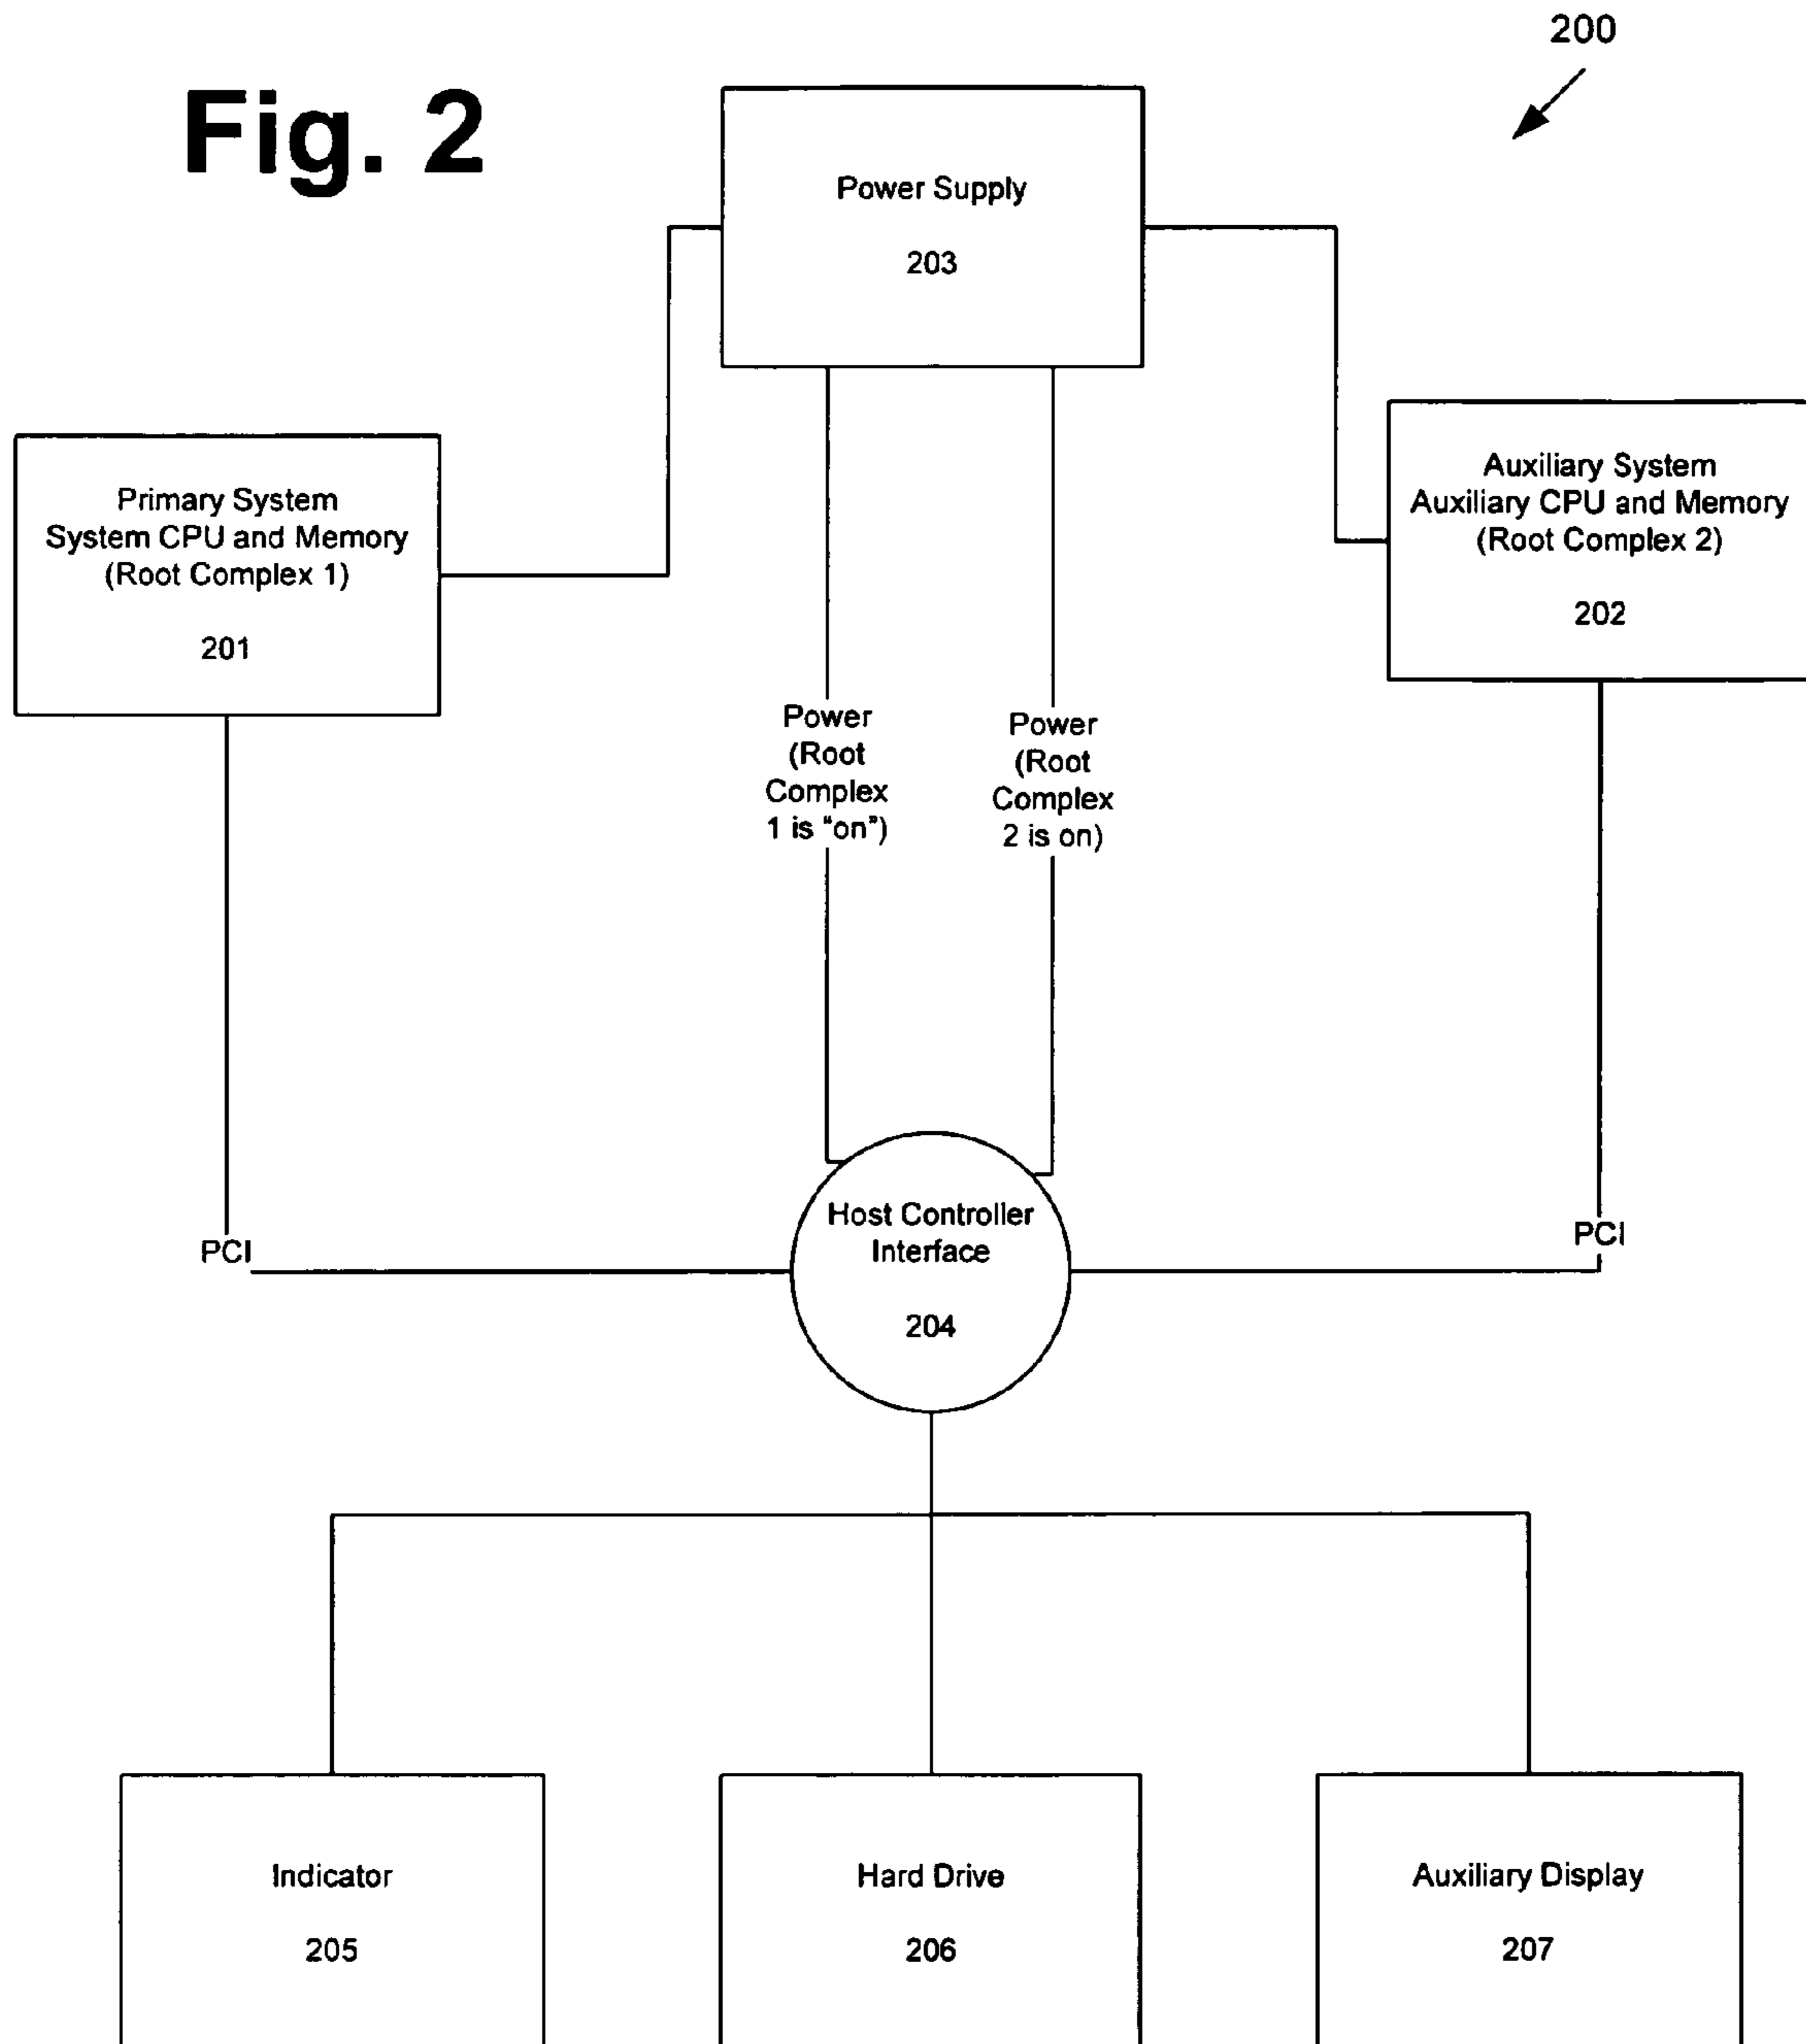 200
Fig. 2
Power Supply
203
Primary System
System CPU and Memory
(Root Complex 1)
201
Auxiliary System
Auxiliary CPU and Memory
(Root Complex 2)
202
Power
(Root
Complex
1 is "on")
Power
(Root
Complex
2 is on)
PCI
Host Controller
Interface
204
PCI
Indicator
205
Hard Drive
206
Auxiliary Display
207